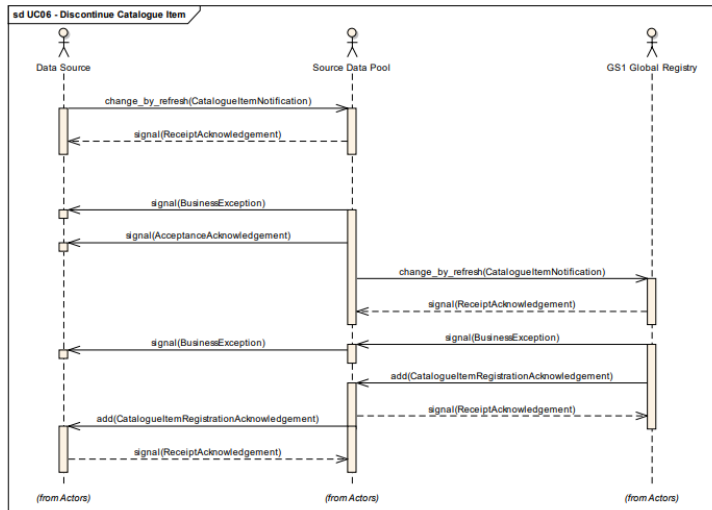 sd UC06 - Discontinue Catalogue Item
Data Source
Source Data Pool
GS1 Global Registry
change_by_refresh(CatalogueItemNotification)
signal(ReceiptAcknowledgement)
signal(BusinessException)
signal(AcceptanceAcknowledgement)
change_by_refresh(CatalogueItemNotification)
signal(ReceiptAcknowledgement)
signal(BusinessException)
signal(BusinessException)
add(CatalogueItemRegistrationAcknowledgement)
signal(ReceiptAcknowledgement)
add(CatalogueItemRegistrationAcknowledgement)
signal(ReceiptAcknowledgement)
(from Actors)
(from Actors)
(from Actors)